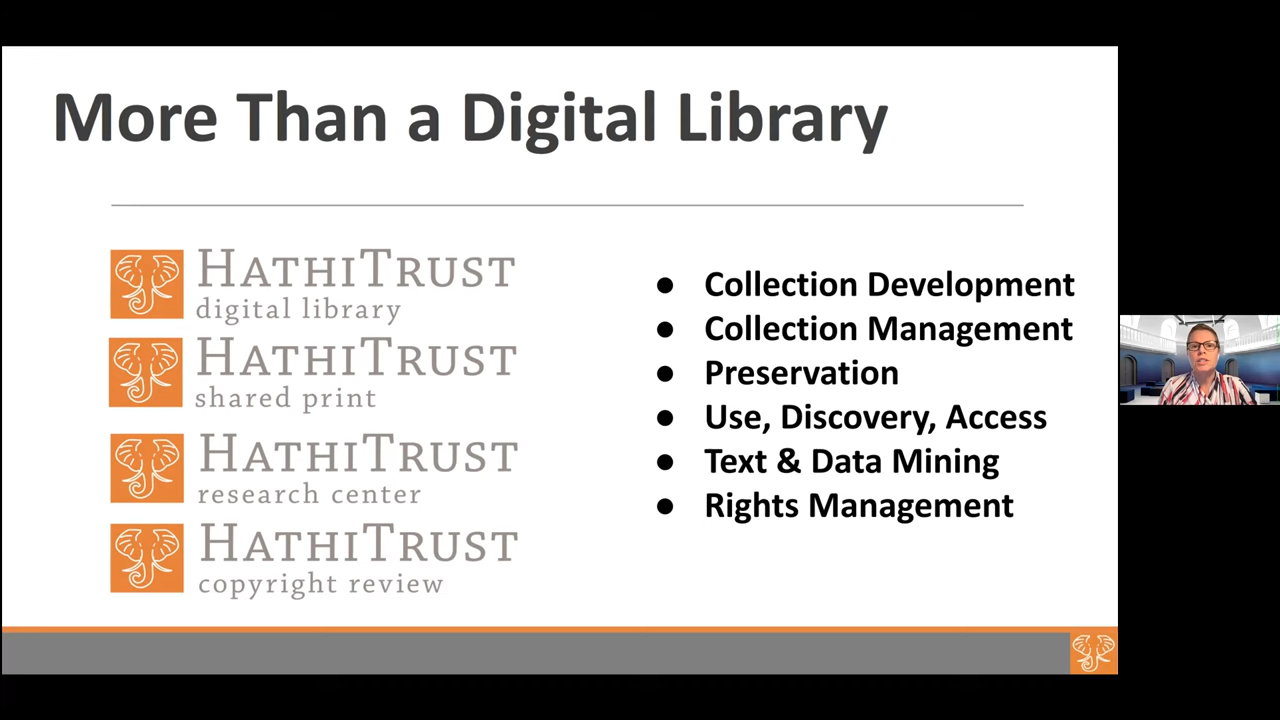 More Than a Digital Library
HATHITRUST
digital library
HATHITRUST
shared print
HATHITRUST
research center
HATHITRUST
copyright review
● Collection Development
● Collection Management
● Preservation
● Use, Discovery, Access
● Text & Data Mining
● Rights Management